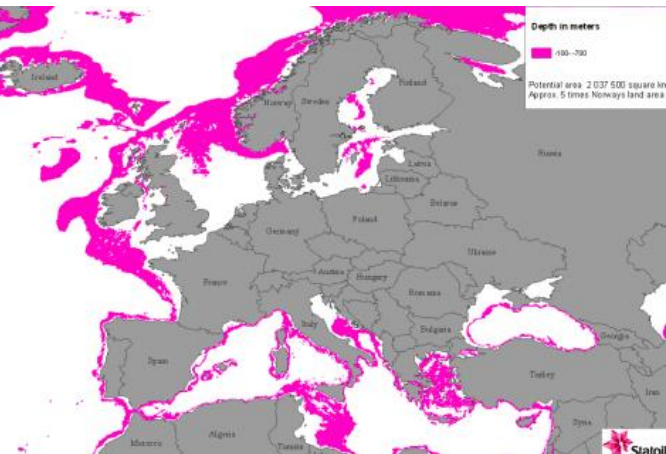 Depth in meters
-100--700
Potential area 2 037 500 square km
Approx. 5 times Norways land area
Ireland
Norway
Sweden
Finland
Russia
Latvia
Lithuania
Belarus
Poland
Germany
Ukraine
France
Austria
Hungary
Romania
Italy
Bulgaria
Georgia
Spain
Turkey
Iran
Syria
Morocco
Algeria
Tunisia
Statoil